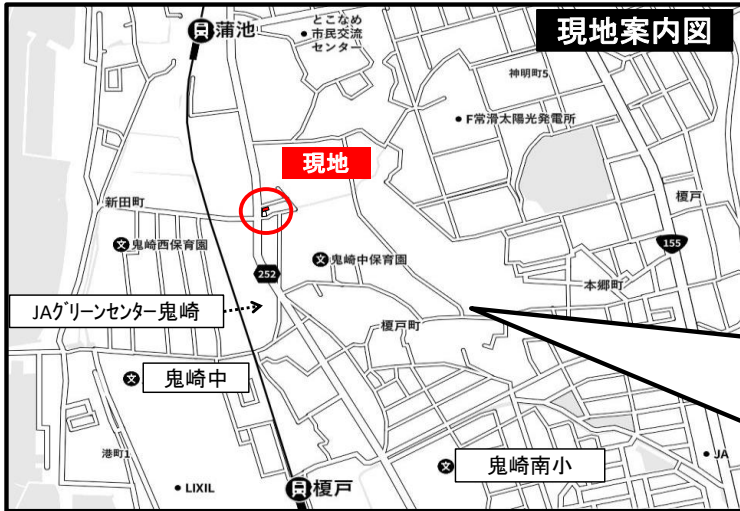 現地案内図
蒲池
とこなめ
市民交流
センター
神明町5
F常滑太陽光発電所
現地
新田町
榎戸
鬼崎西保育園
155
252
鬼崎中保育園
本郷町
JAグリーンセンター鬼崎
榎戸町
鬼崎中
港町1
鬼崎南小
JA
LIXIL
榎戸
文
文
文
文